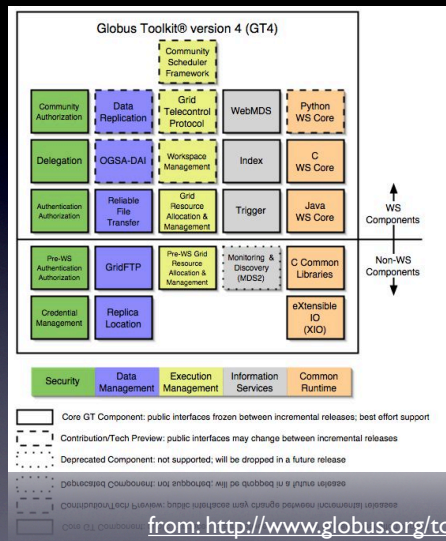 Globus Toolkit® version 4 (GT4)
Community
Scheduler
Framework
Community
Authorization
Data
Replication
Grid
Telecontrol
Protocol
WebMDS
Python
WS Core
Delegation
OGSA-DAI
Workspace
Management
Index
C
WS Core
Authentication
Authorization
Reliable
File
Transfer
Grid
Resource
Allocation &
Management
Trigger
Java
WS Core
WS
Components
Non-WS
Components
Pre-WS
Authentication
Authorization
GridFTP
Pre-WS Grid
Resource
Allocation &
Management
Monitoring &
Discovery
(MDS2)
C Common
Libraries
Credential
Management
Replica
Location
eXtensible
IO
(XIO)
Security
Data
Management
Execution
Management
Information
Services
Common
Runtime
Core GT Component: public interfaces frozen between incremental releases; best effort support
Contribution/Tech Preview: public interfaces may change between incremental releases
Deprecated Component: not supported; will be dropped in a future release
from: http://www.globus.org/to